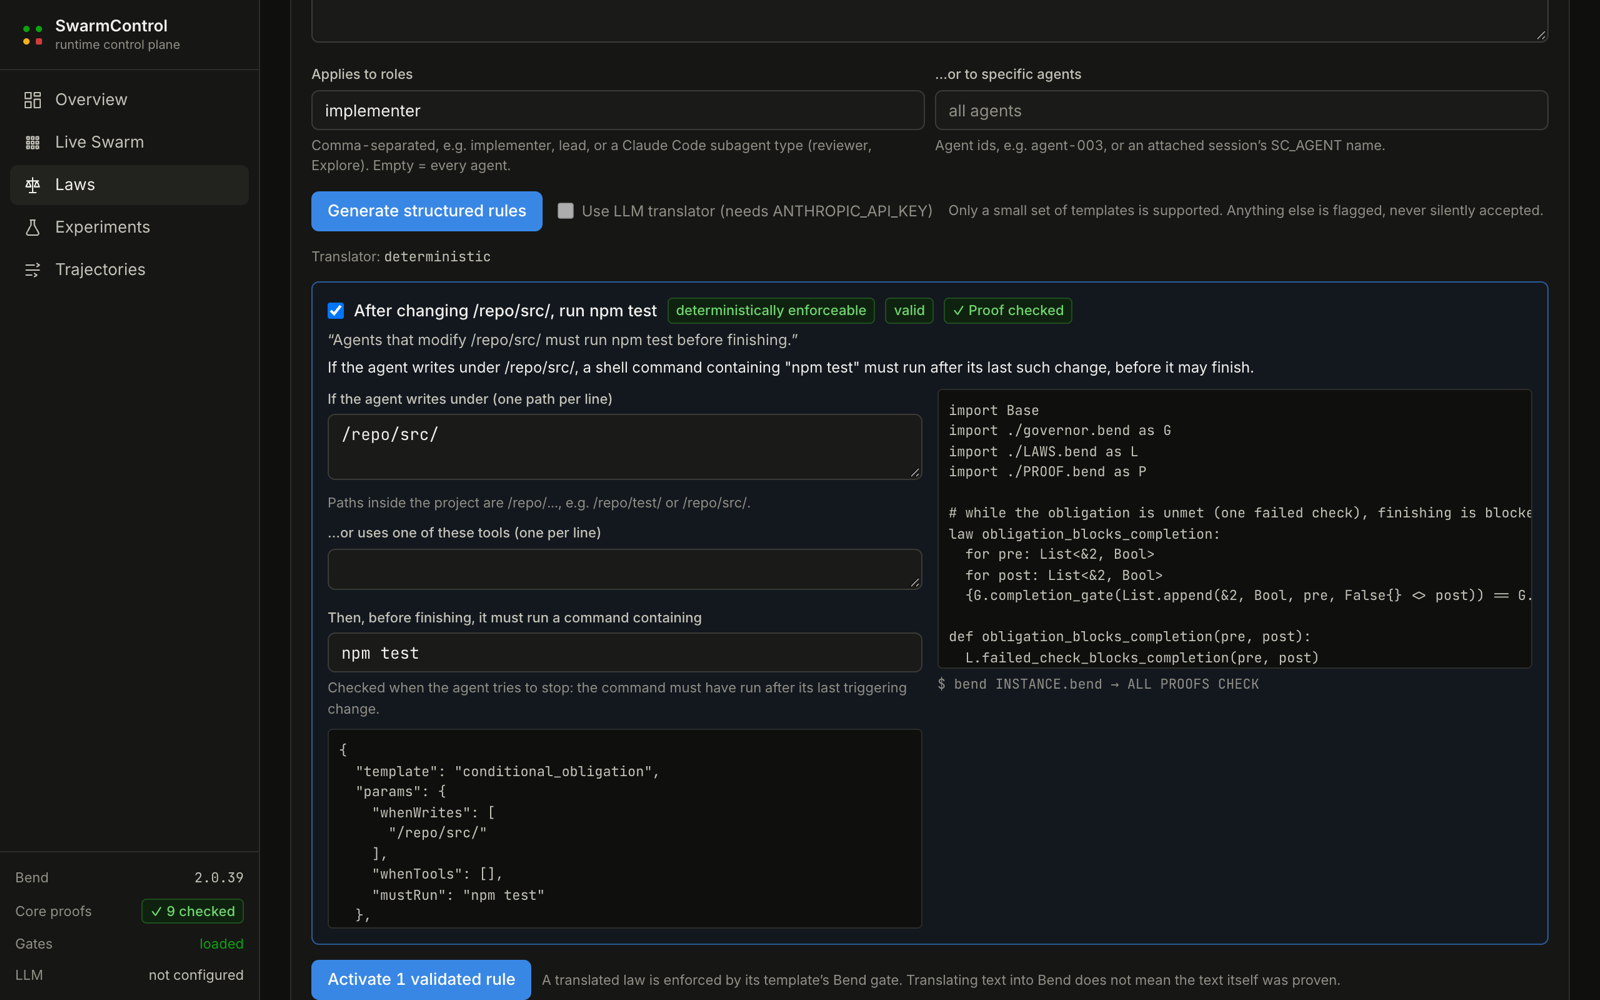 SwarmControl
runtime control plane
Overview
Live Swarm
Laws
Experiments
Trajectories
Bend 2.0.39
Core proofs ✓ 9 checked
Gates loaded
LLM not configured
Applies to roles
implementer
Comma-separated, e.g. implementer, lead, or a Claude Code subagent type (reviewer,
Explore). Empty = every agent.
…or to specific agents
all agents
Agent ids, e.g. agent-003, or an attached session’s SC_AGENT name.
Generate structured rules
Use LLM translator (needs ANTHROPIC_API_KEY)
Only a small set of templates is supported. Anything else is flagged, never silently accepted.
Translator: deterministic
After changing /repo/src/, run npm test deterministically enforceable valid ✓ Proof checked
“Agents that modify /repo/src/ must run npm test before finishing.”
If the agent writes under /repo/src/, a shell command containing "npm test" must run after its last such change, before it may finish.
If the agent writes under (one path per line)
/repo/src/
Paths inside the project are /repo/…, e.g. /repo/test/ or /repo/src/.
…or uses one of these tools (one per line)
Then, before finishing, it must run a command containing
npm test
Checked when the agent tries to stop: the command must have run after its last triggering
change.
{
"template": "conditional_obligation",
"params": {
"whenWrites": [
"/repo/src/"
],
"whenTools": [],
"mustRun": "npm test"
},
import Base
import ./governor.bend as G
import ./LAWS.bend as L
import ./PROOF.bend as P
# while the obligation is unmet (one failed check), finishing is blocke
law obligation_blocks_completion:
for pre: List<&2, Bool>
for post: List<&2, Bool>
{G.completion_gate(List.append(&2, Bool, pre, False{} <> post)) == G.
def obligation_blocks_completion(pre, post):
L.failed_check_blocks_completion(pre, post)
$ bend INSTANCE.bend → ALL PROOFS CHECK
Activate 1 validated rule
A translated law is enforced by its template’s Bend gate. Translating text into Bend does not mean the text itself was proven.